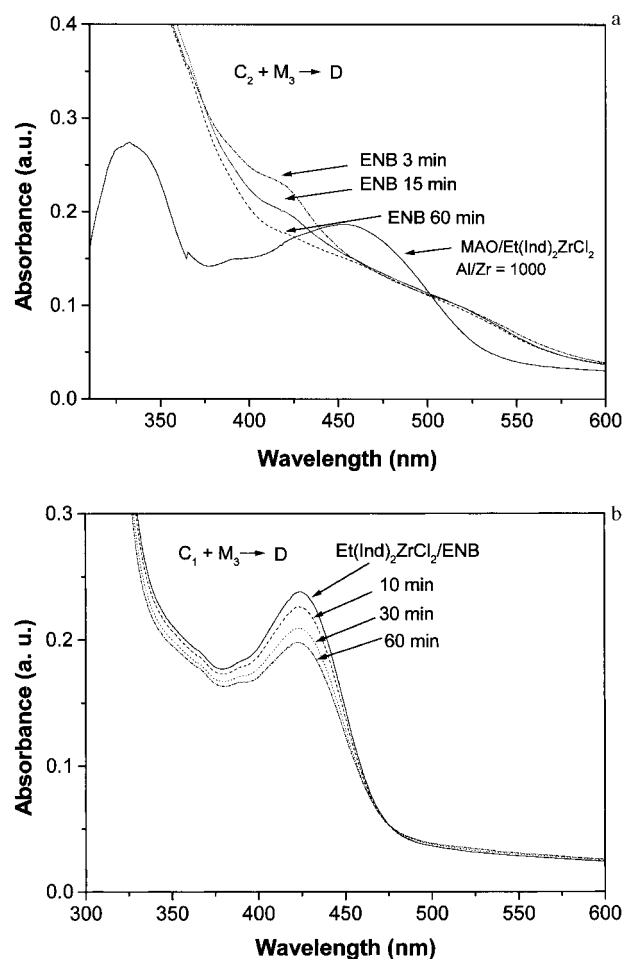 a
0.4
0.3
0.2
0.1
0.0
Absorbance (a.u.)
C₂ + M₃ → D
ENB 3 min
ENB 15 min
ENB 60 min
MAO/Et(Ind)₂ZrCl₂
Al/Zr = 1000
350 400 450 500 550 600
Wavelength (nm)
b
0.3
0.2
0.1
0.0
Absorbance (a. u.)
C₁ + M₃ → D
Et(Ind)₂ZrCl₂/ENB
10 min
30 min
60 min
300 350 400 450 500 550 600
Wavelength (nm)